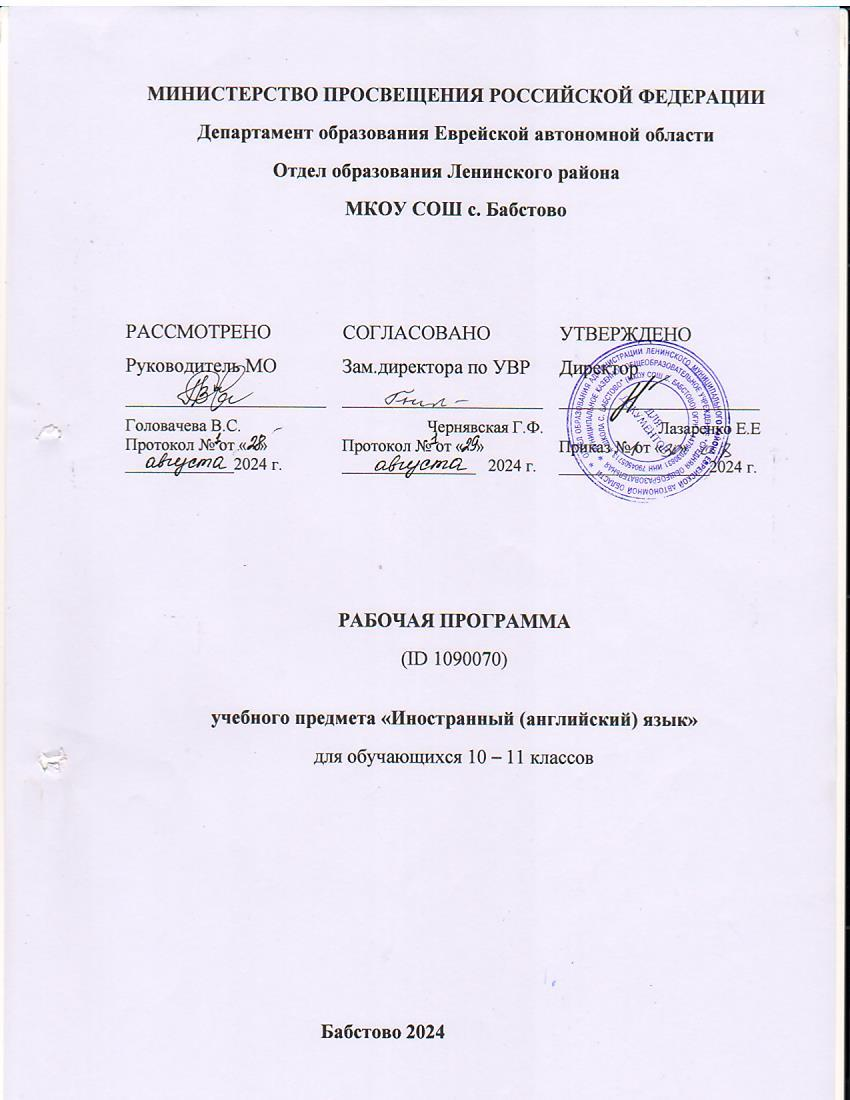 МИНИСТЕРСТВО ПРОСВЕЩЕНИЯ РОССИЙСКОЙ ФЕДЕРАЦИИ
Департамент образования Еврейской автономной области
Отдел образования Ленинского района
МКОУ СОШ с. Бабстово
РАССМОТРЕНО СОГЛАСОВАНО УТВЕРЖДЕНО
Руководитель МО Зам.директора по УВР Директор
Головачева В.С. Чернявская Г.Ф. Лазаренко Е.Е
Протокол №1 от «28» Протокол №1 от «29» Приказ № от « »
августа 2024 г. августа 2024 г. 2024 г.
РАБОЧАЯ ПРОГРАММА
(ID 1090070)
учебного предмета «Иностранный (английский) язык»
для обучающихся 10 – 11 классов
Бабстово 2024